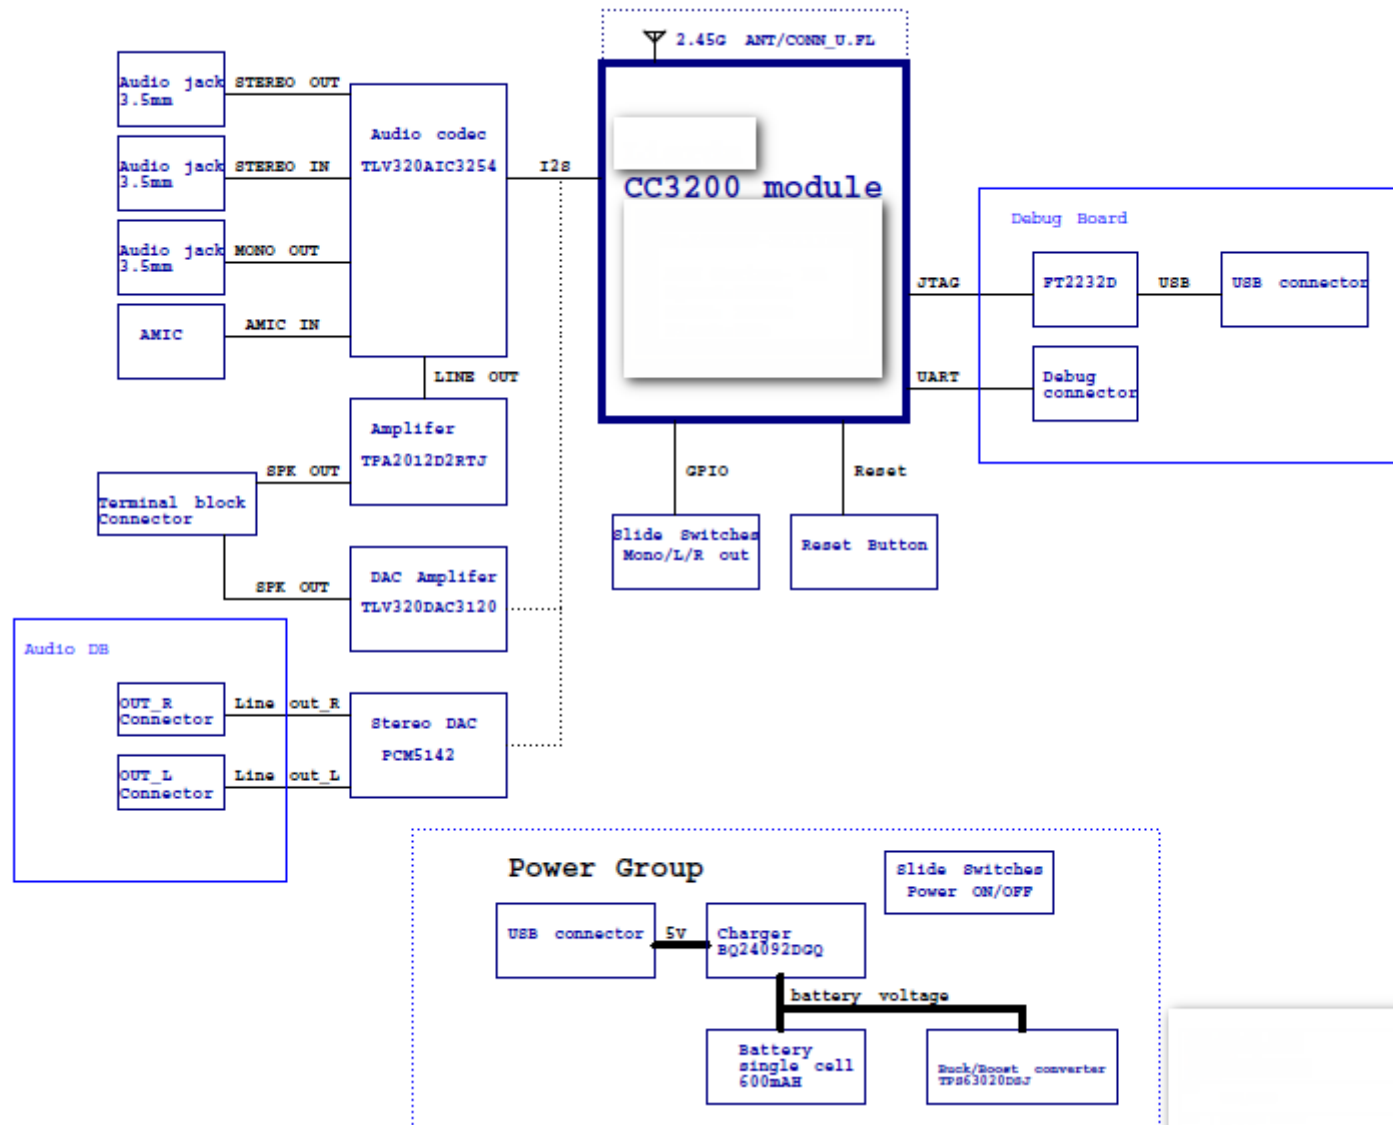 2.45G ANT/CONN_U.FL
Audio jack
3.5mm
STEREO OUT
Audio codec
TLV320AIC3254
Audio jack
3.5mm
STEREO IN
I2S
CC3200 module
Audio jack
3.5mm
MONO OUT
AMIC
AMIC IN
LINE OUT
Debug Board
JTAG
FT2232D
USB
USB connector
UART
Debug
connector
Amplifer
TPA2012D2RTJ
SPK OUT
Terminal block
Connector
GPIO
Reset
Slide Switches
Mono/L/R out
Reset Button
SPK OUT
DAC Amplifer
TLV320DAC3120
Audio DB
OUT_R
Connector
Line out_R
Stereo DAC
PCM5142
OUT_L
Connector
Line out_L
Power Group
Slide Switches
Power ON/OFF
USB connector
5V
Charger
BQ24092DGQ
battery voltage
Battery
single cell
600mAH
Buck/Boost converter
TPS63020DSJ